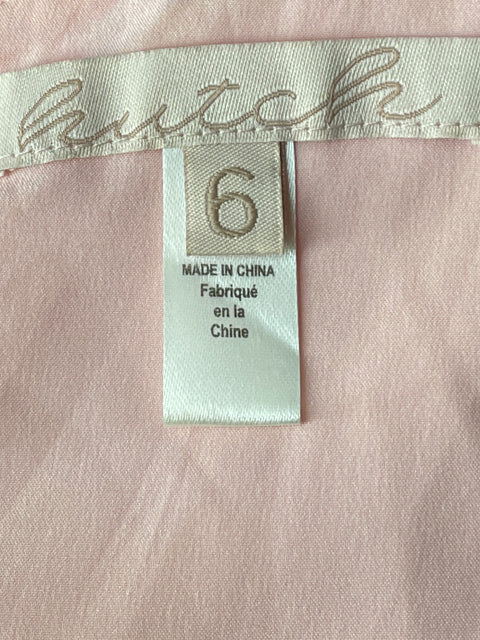 hutch
6
MADE IN CHINA
Fabriqué
en la
Chine